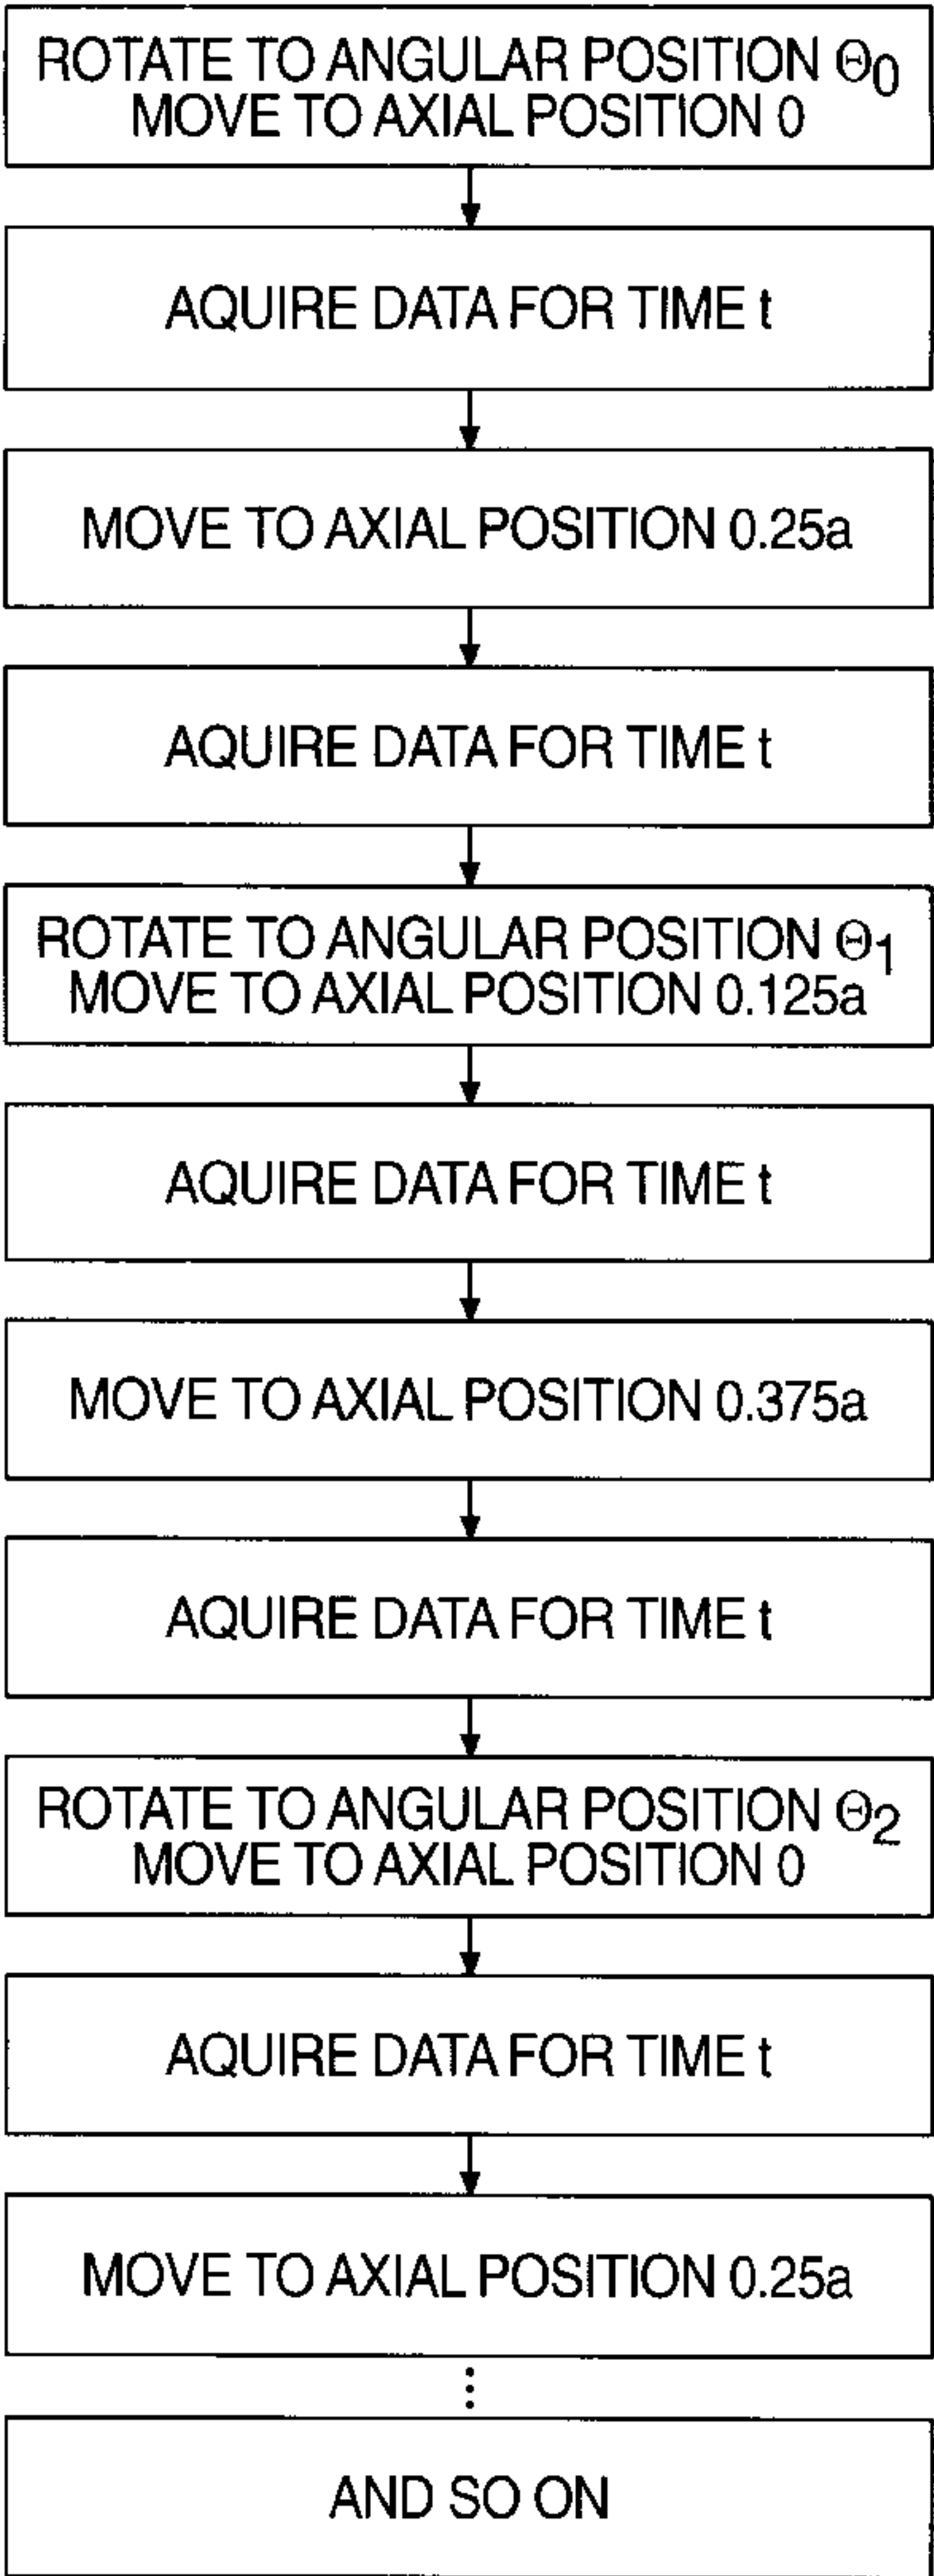 ROTATE TO ANGULAR POSITION Θ0
MOVE TO AXIAL POSITION 0
AQUIRE DATA FOR TIME t
MOVE TO AXIAL POSITION 0.25a
AQUIRE DATA FOR TIME t
ROTATE TO ANGULAR POSITION Θ1
MOVE TO AXIAL POSITION 0.125a
AQUIRE DATA FOR TIME t
MOVE TO AXIAL POSITION 0.375a
AQUIRE DATA FOR TIME t
ROTATE TO ANGULAR POSITION Θ2
MOVE TO AXIAL POSITION 0
AQUIRE DATA FOR TIME t
MOVE TO AXIAL POSITION 0.25a
AND SO ON